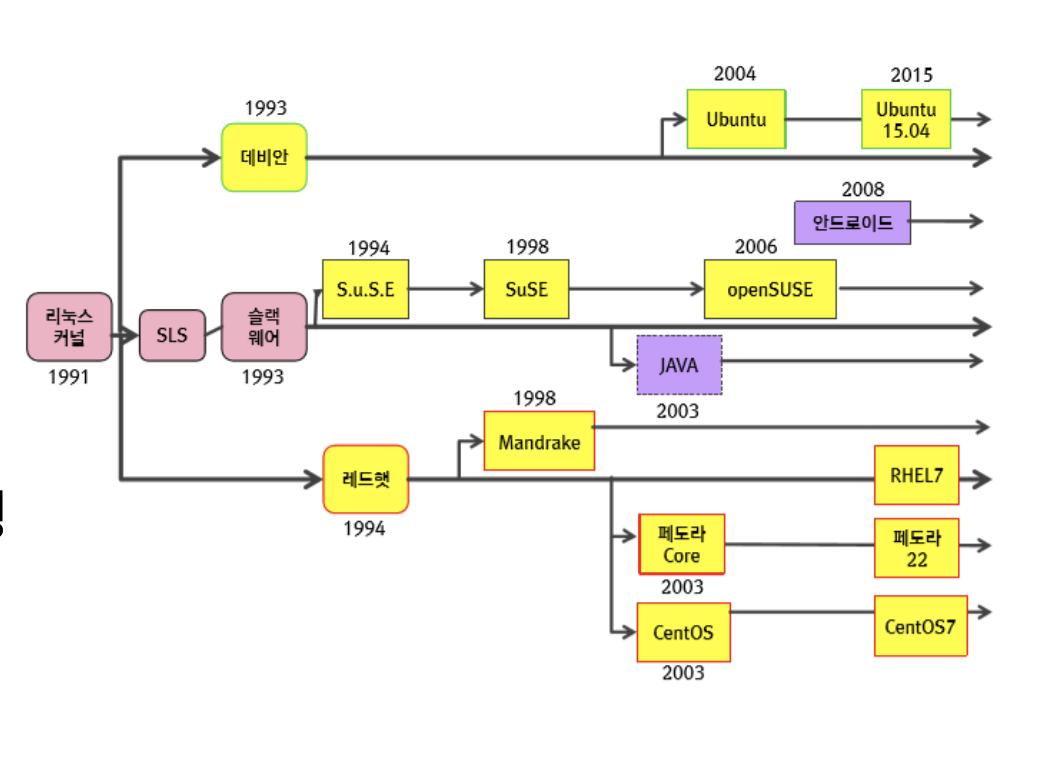 2004
2015
1993
Ubuntu
Ubuntu
15.04
데비안
2008
안드로이드
1994
1998
2006
S.u.S.E
SuSE
openSUSE
리눅스
커널
SLS
슬랙
웨어
1991
1993
JAVA
2003
1998
Mandrake
레드햇
1994
RHEL7
페도라
Core
2003
페도라
22
CentOS
2003
CentOS7